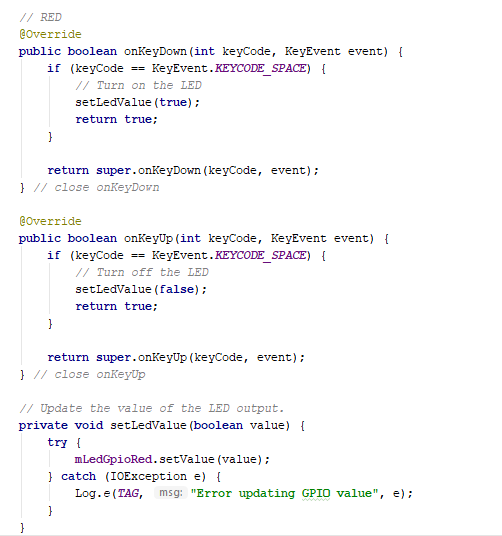 // RED
@Override
public boolean onKeyDown(int keyCode, KeyEvent event) {
if (keyCode == KeyEvent.KEYCODE_SPACE) {
// Turn on the LED
setLedValue(true);
return true;
}
return super.onKeyDown(keyCode, event);
} // close onKeyDown
@Override
public boolean onKeyUp(int keyCode, KeyEvent event) {
if (keyCode == KeyEvent.KEYCODE_SPACE) {
// Turn off the LED
setLedValue(false);
return true;
}
return super.onKeyUp(keyCode, event);
} // close onKeyUp
// Update the value of the LED output.
private void setLedValue(boolean value) {
try {
mLedGpioRed.setValue(value);
} catch (IOException e) {
Log.e(TAG, msg: "Error updating GPIO value", e);
}
}